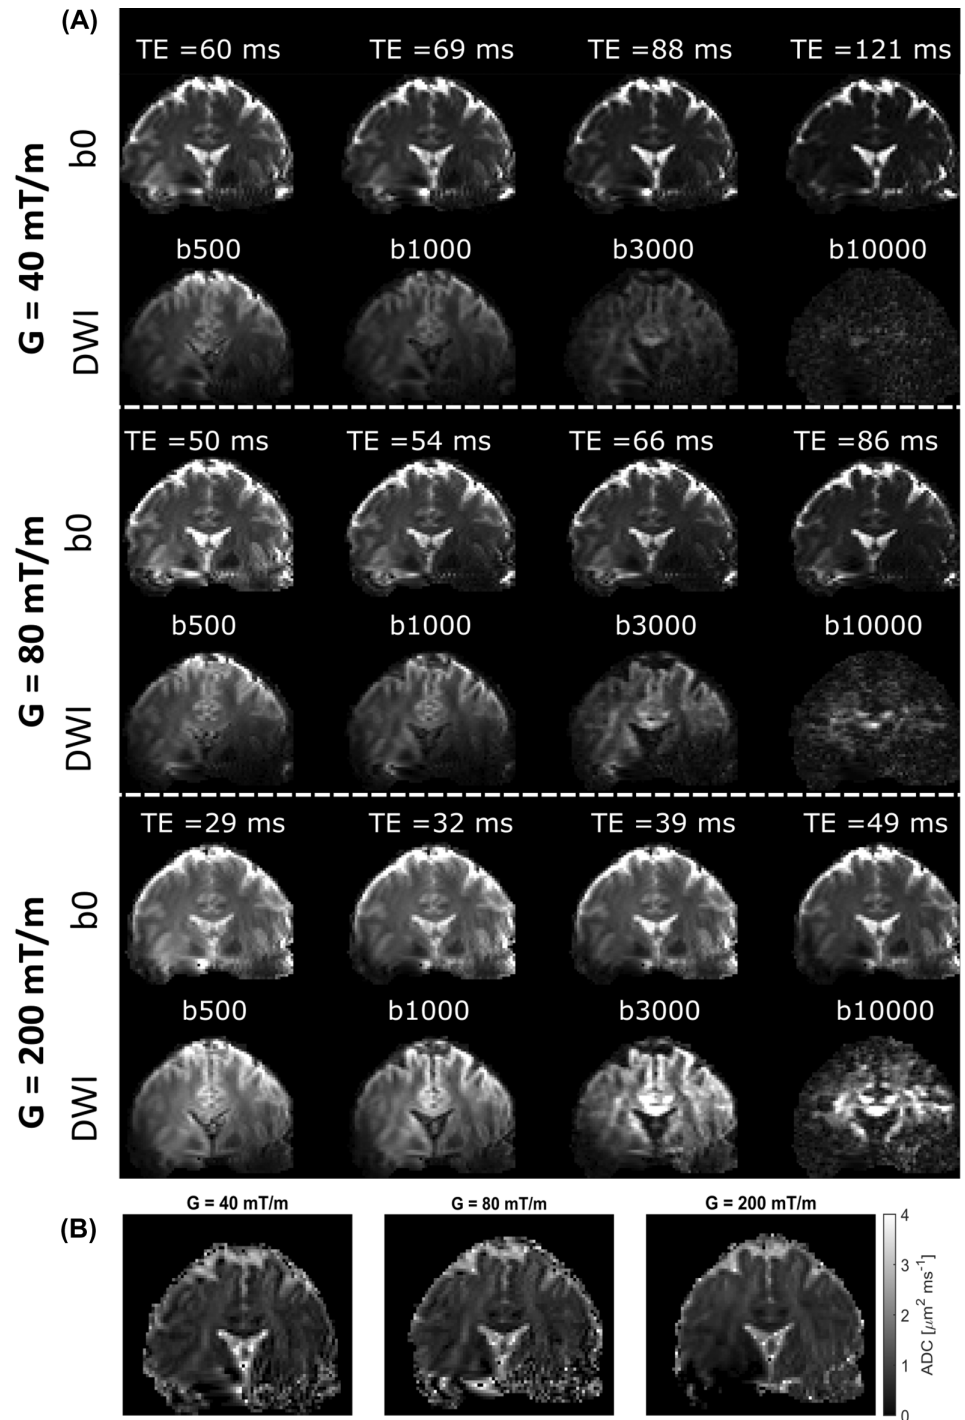 (A)
TE =60 ms TE =69 ms TE =88 ms TE =121 ms
b0
G = 40 mT/m
b500 b1000 b3000 b10000
DWI
TE =50 ms TE =54 ms TE =66 ms TE =86 ms
b0
G = 80 mT/m
b500 b1000 b3000 b10000
DWI
TE =29 ms TE =32 ms TE =39 ms TE =49 ms
b0
G = 200 mT/m
b500 b1000 b3000 b10000
DWI
(B)
G = 40 mT/m G = 80 mT/m G = 200 mT/m
4
3
2
1
0
ADC [μm² ms⁻¹]